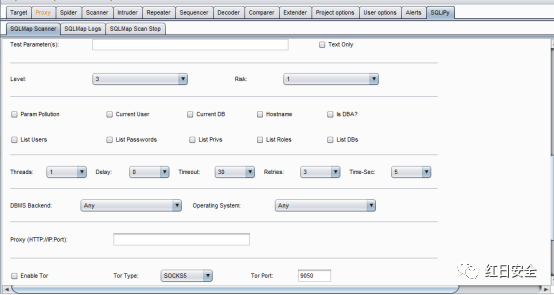 Target Proxy Spider Scanner Intruder Repeater Sequencer Decoder Comparer Extender Project options User options Alerts SQLiPy
SQLMap Scanner SQLMap Logs SQLMap Scan Stop
Test Parameter(s): Text Only
Level: 3 Risk: 1
Param Pollution Current User Current DB Hostname Is DBA?
List Users List Passwords List Privs List Roles List DBs
Threads: 1 Delay: 0 Timeout: 30 Retries: 3 Time-Sec: 5
DBMS Backend: Any Operating System: Any
Proxy (HTTP://IP:Port):
Enable Tor Tor Type: SOCKS5 Tor Port: 9050
红日安全